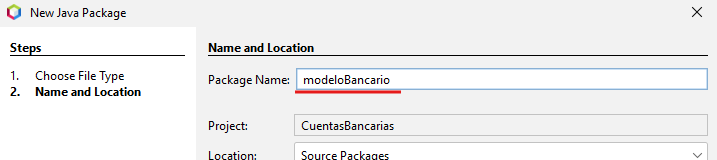 New Java Package
Steps
1. Choose File Type
2. Name and Location
Name and Location
Package Name: modeloBancario
Project: CuentasBancarias
Location: Source Packages